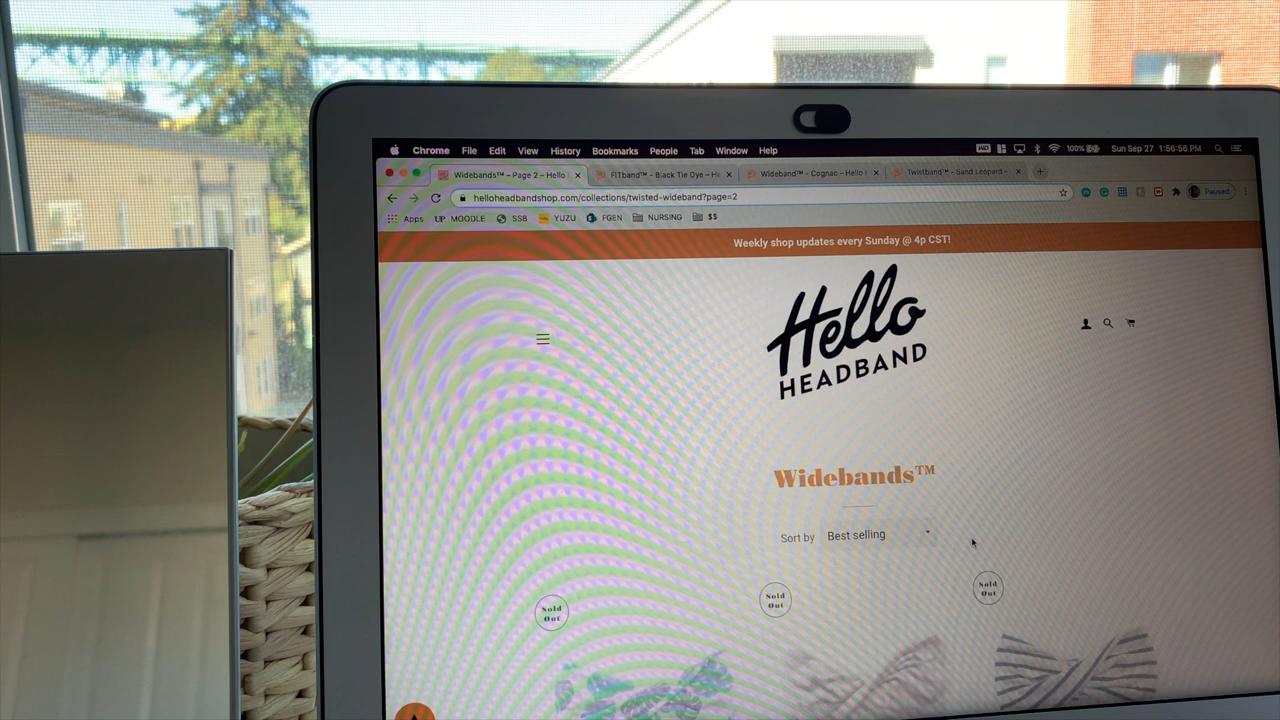 Chrome File Edit View History Bookmarks People Tab Window Help 100% Sun Sep 27 1:56:56 PM
Widebands™ – Page 2 – Hello FITband™ – Black Tie Dye – He Wideband™ - Cognac – Hello Twistband™ - Sand Leopard –
helloheadbandshop.com/collections/twisted-wideband?page=2 Paused
Apps UP MOODLE SSB YUZU FGEN NURSING $$
Weekly shop updates every Sunday @ 4p CST!
Hello
HEADBAND
Widebands™
Sort by Best selling
Sold
Out
Sold
Out
Sold
Out